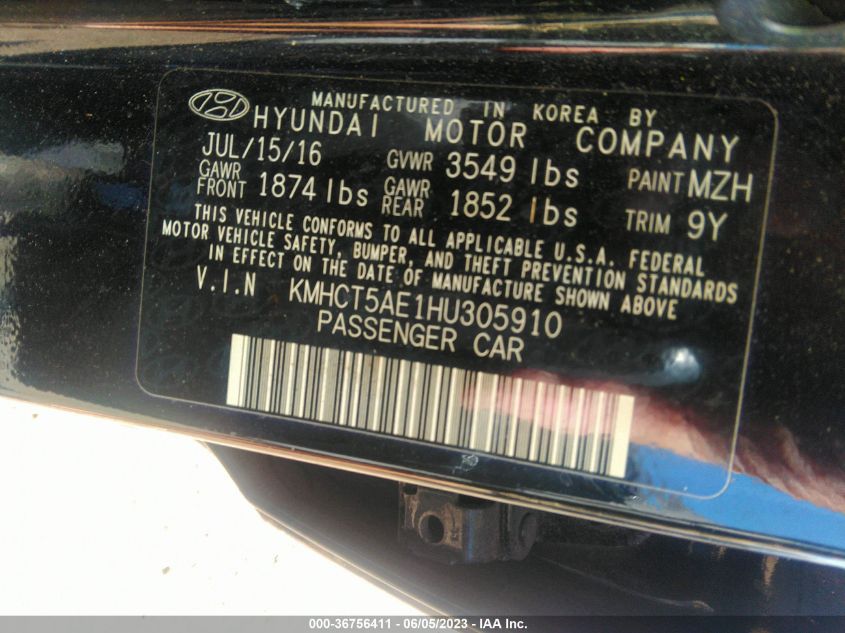 MANUFACTURED IN KOREA BY
HYUNDAI MOTOR COMPANY
JUL/15/16 GVWR 3549 lbs PAINT MZH
GAWR FRONT 1874 lbs GAWR REAR 1852 lbs TRIM 9Y
THIS VEHICLE CONFORMS TO ALL APPLICABLE U.S.A. FEDERAL
MOTOR VEHICLE SAFETY, BUMPER, AND THEFT PREVENTION STANDARDS
IN EFFECT ON THE DATE OF MANUFACTURE SHOWN ABOVE
V.I.N KMHCT5AE1HU305910
PASSENGER CAR
000-36756411 - 06/05/2023 - IAA Inc.